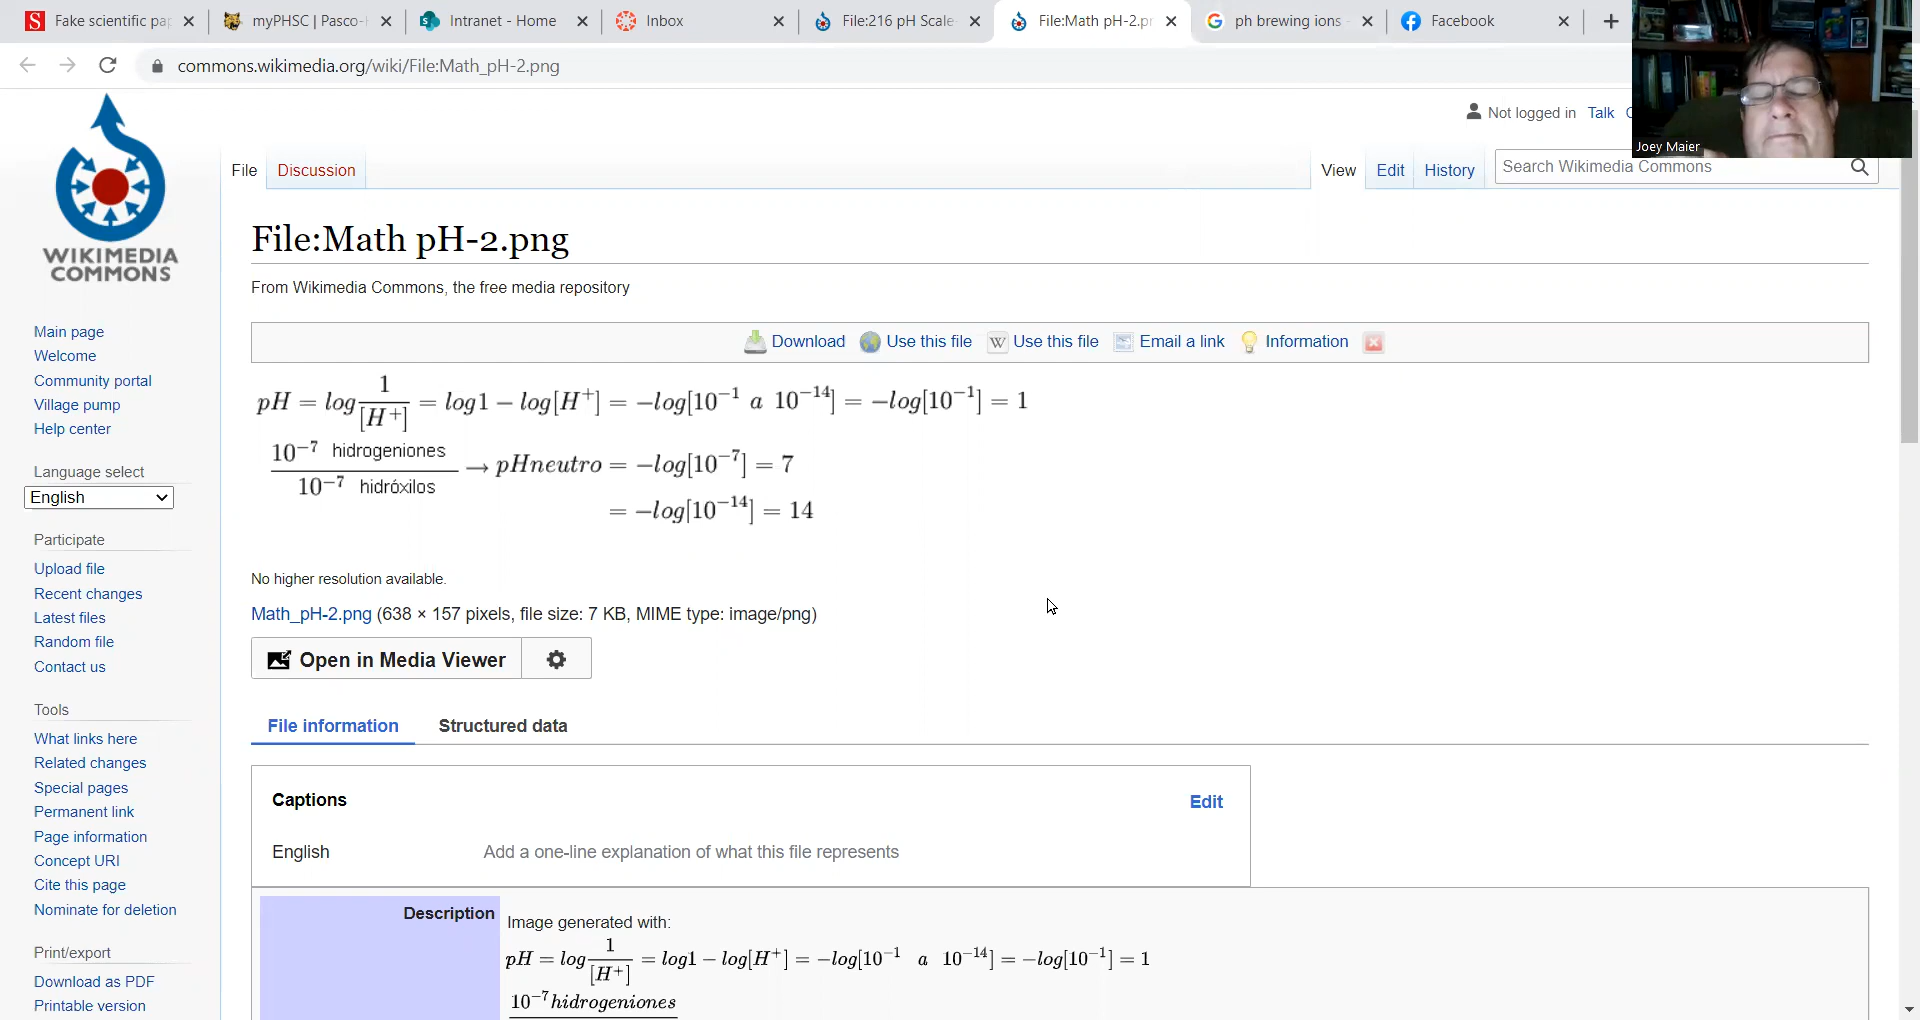 Fake scientific pap
myPHSC | Pasco-H
Intranet - Home
Inbox
File:216 pH Scale-
File:Math pH-2.pr
ph brewing ions -
Facebook
commons.wikimedia.org/wiki/File:Math_pH-2.png
Joey Maier
Not logged in Talk
WIKIMEDIA
COMMONS
File Discussion View Edit History Search Wikimedia Commons
File:Math pH-2.png
From Wikimedia Commons, the free media repository
Download Use this file W Use this file Email a link Information
pH = log 1/[H+] = log1 − log[H+] = −log[10−1 a 10−14] = −log[10−1] = 1
10−7 hidrogeniones
10−7 hidróxilos
→ pHneutro = −log[10−7] = 7
= −log[10−14] = 14
No higher resolution available.
Math_pH-2.png (638 × 157 pixels, file size: 7 KB, MIME type: image/png)
Open in Media Viewer
File information Structured data
Captions Edit
English Add a one-line explanation of what this file represents
Description Image generated with:
pH = log 1/[H+] = log1 − log[H+] = −log[10−1 a 10−14] = −log[10−1] = 1
10−7hidrogeniones
Main page
Welcome
Community portal
Village pump
Help center
Language select
English
Participate
Upload file
Recent changes
Latest files
Random file
Contact us
Tools
What links here
Related changes
Special pages
Permanent link
Page information
Concept URI
Cite this page
Nominate for deletion
Print/export
Download as PDF
Printable version